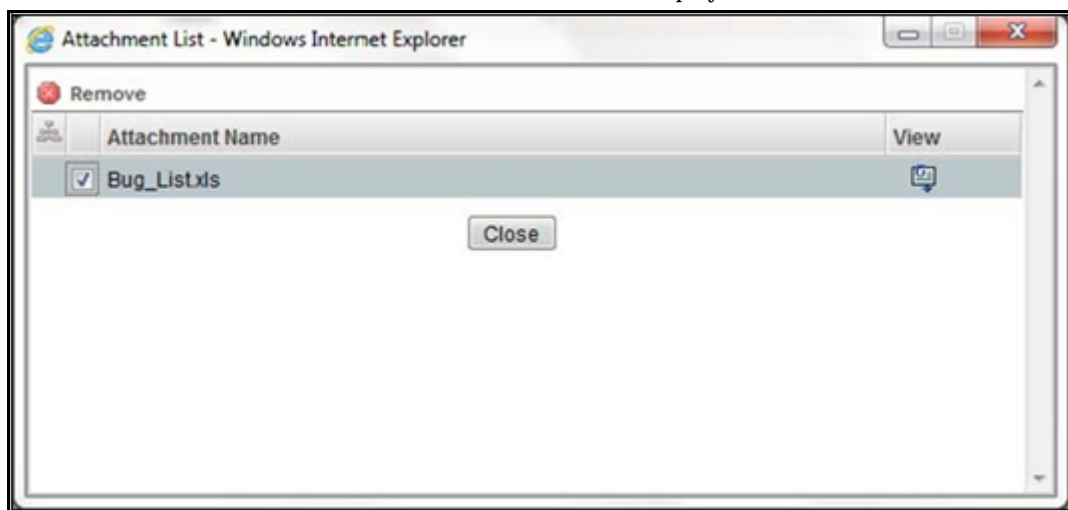 Attachment List - Windows Internet Explorer
Remove
Attachment Name View
Bug_List.xls
Close